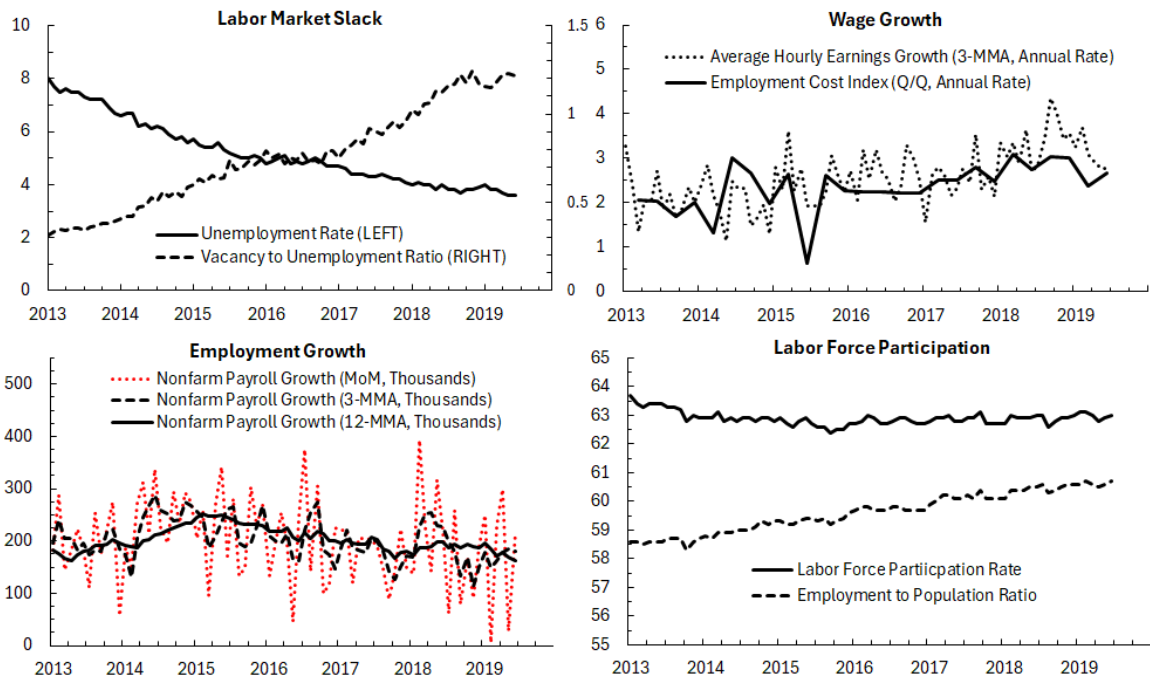 Labor Market Slack
10
8
6
4
2
0
1.5
1
0.5
0
Unemployment Rate (LEFT)
Vacancy to Unemployment Ratio (RIGHT)
2013 2014 2015 2016 2017 2018 2019
Wage Growth
6
5
4
3
2
1
0
Average Hourly Earnings Growth (3-MMA, Annual Rate)
Employment Cost Index (Q/Q, Annual Rate)
2013 2014 2015 2016 2017 2018 2019
Employment Growth
500
400
300
200
100
0
Nonfarm Payroll Growth (MoM, Thousands)
Nonfarm Payroll Growth (3-MMA, Thousands)
Nonfarm Payroll Growth (12-MMA, Thousands)
2013 2014 2015 2016 2017 2018 2019
Labor Force Participation
65
64
63
62
61
60
59
58
57
56
55
Labor Force Partiicpation Rate
Employment to Population Ratio
2013 2014 2015 2016 2017 2018 2019